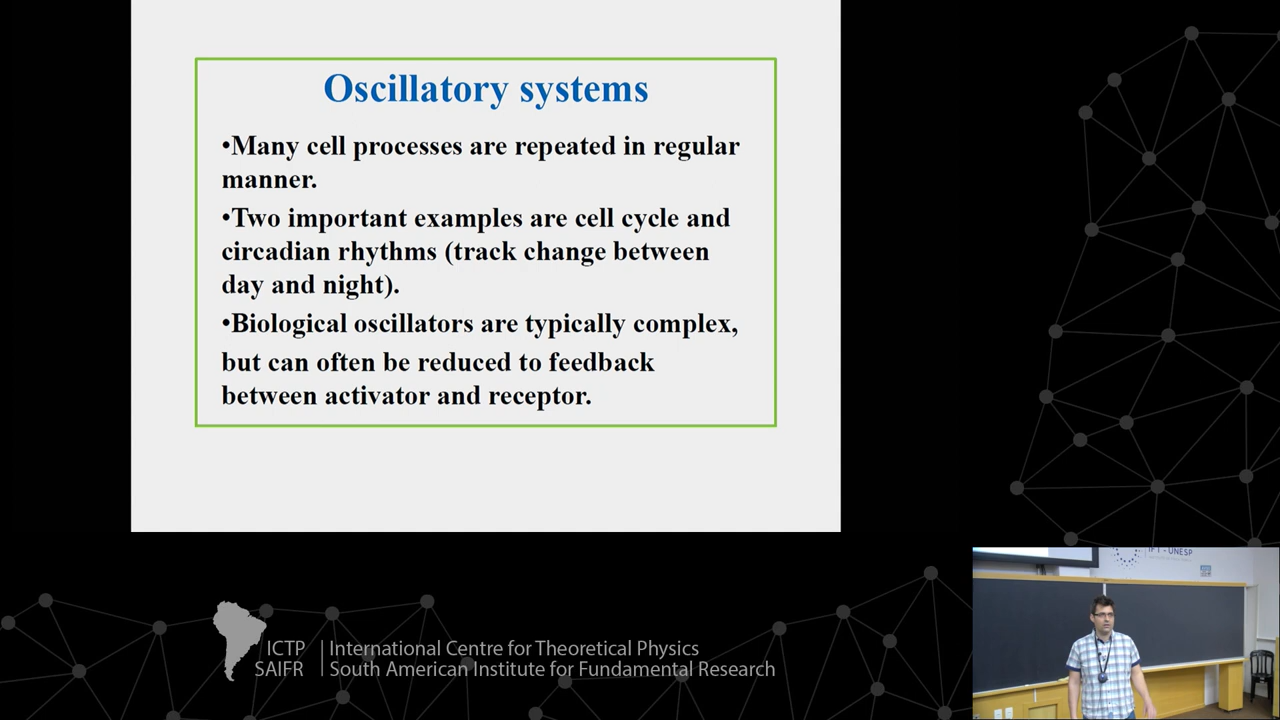 Oscillatory systems
•Many cell processes are repeated in regular
manner.
•Two important examples are cell cycle and
circadian rhythms (track change between
day and night).
•Biological oscillators are typically complex,
but can often be reduced to feedback
between activator and receptor.
IFT - UNESP
ICTP
SAIFR
International Centre for Theoretical Physics
South American Institute for Fundamental Research